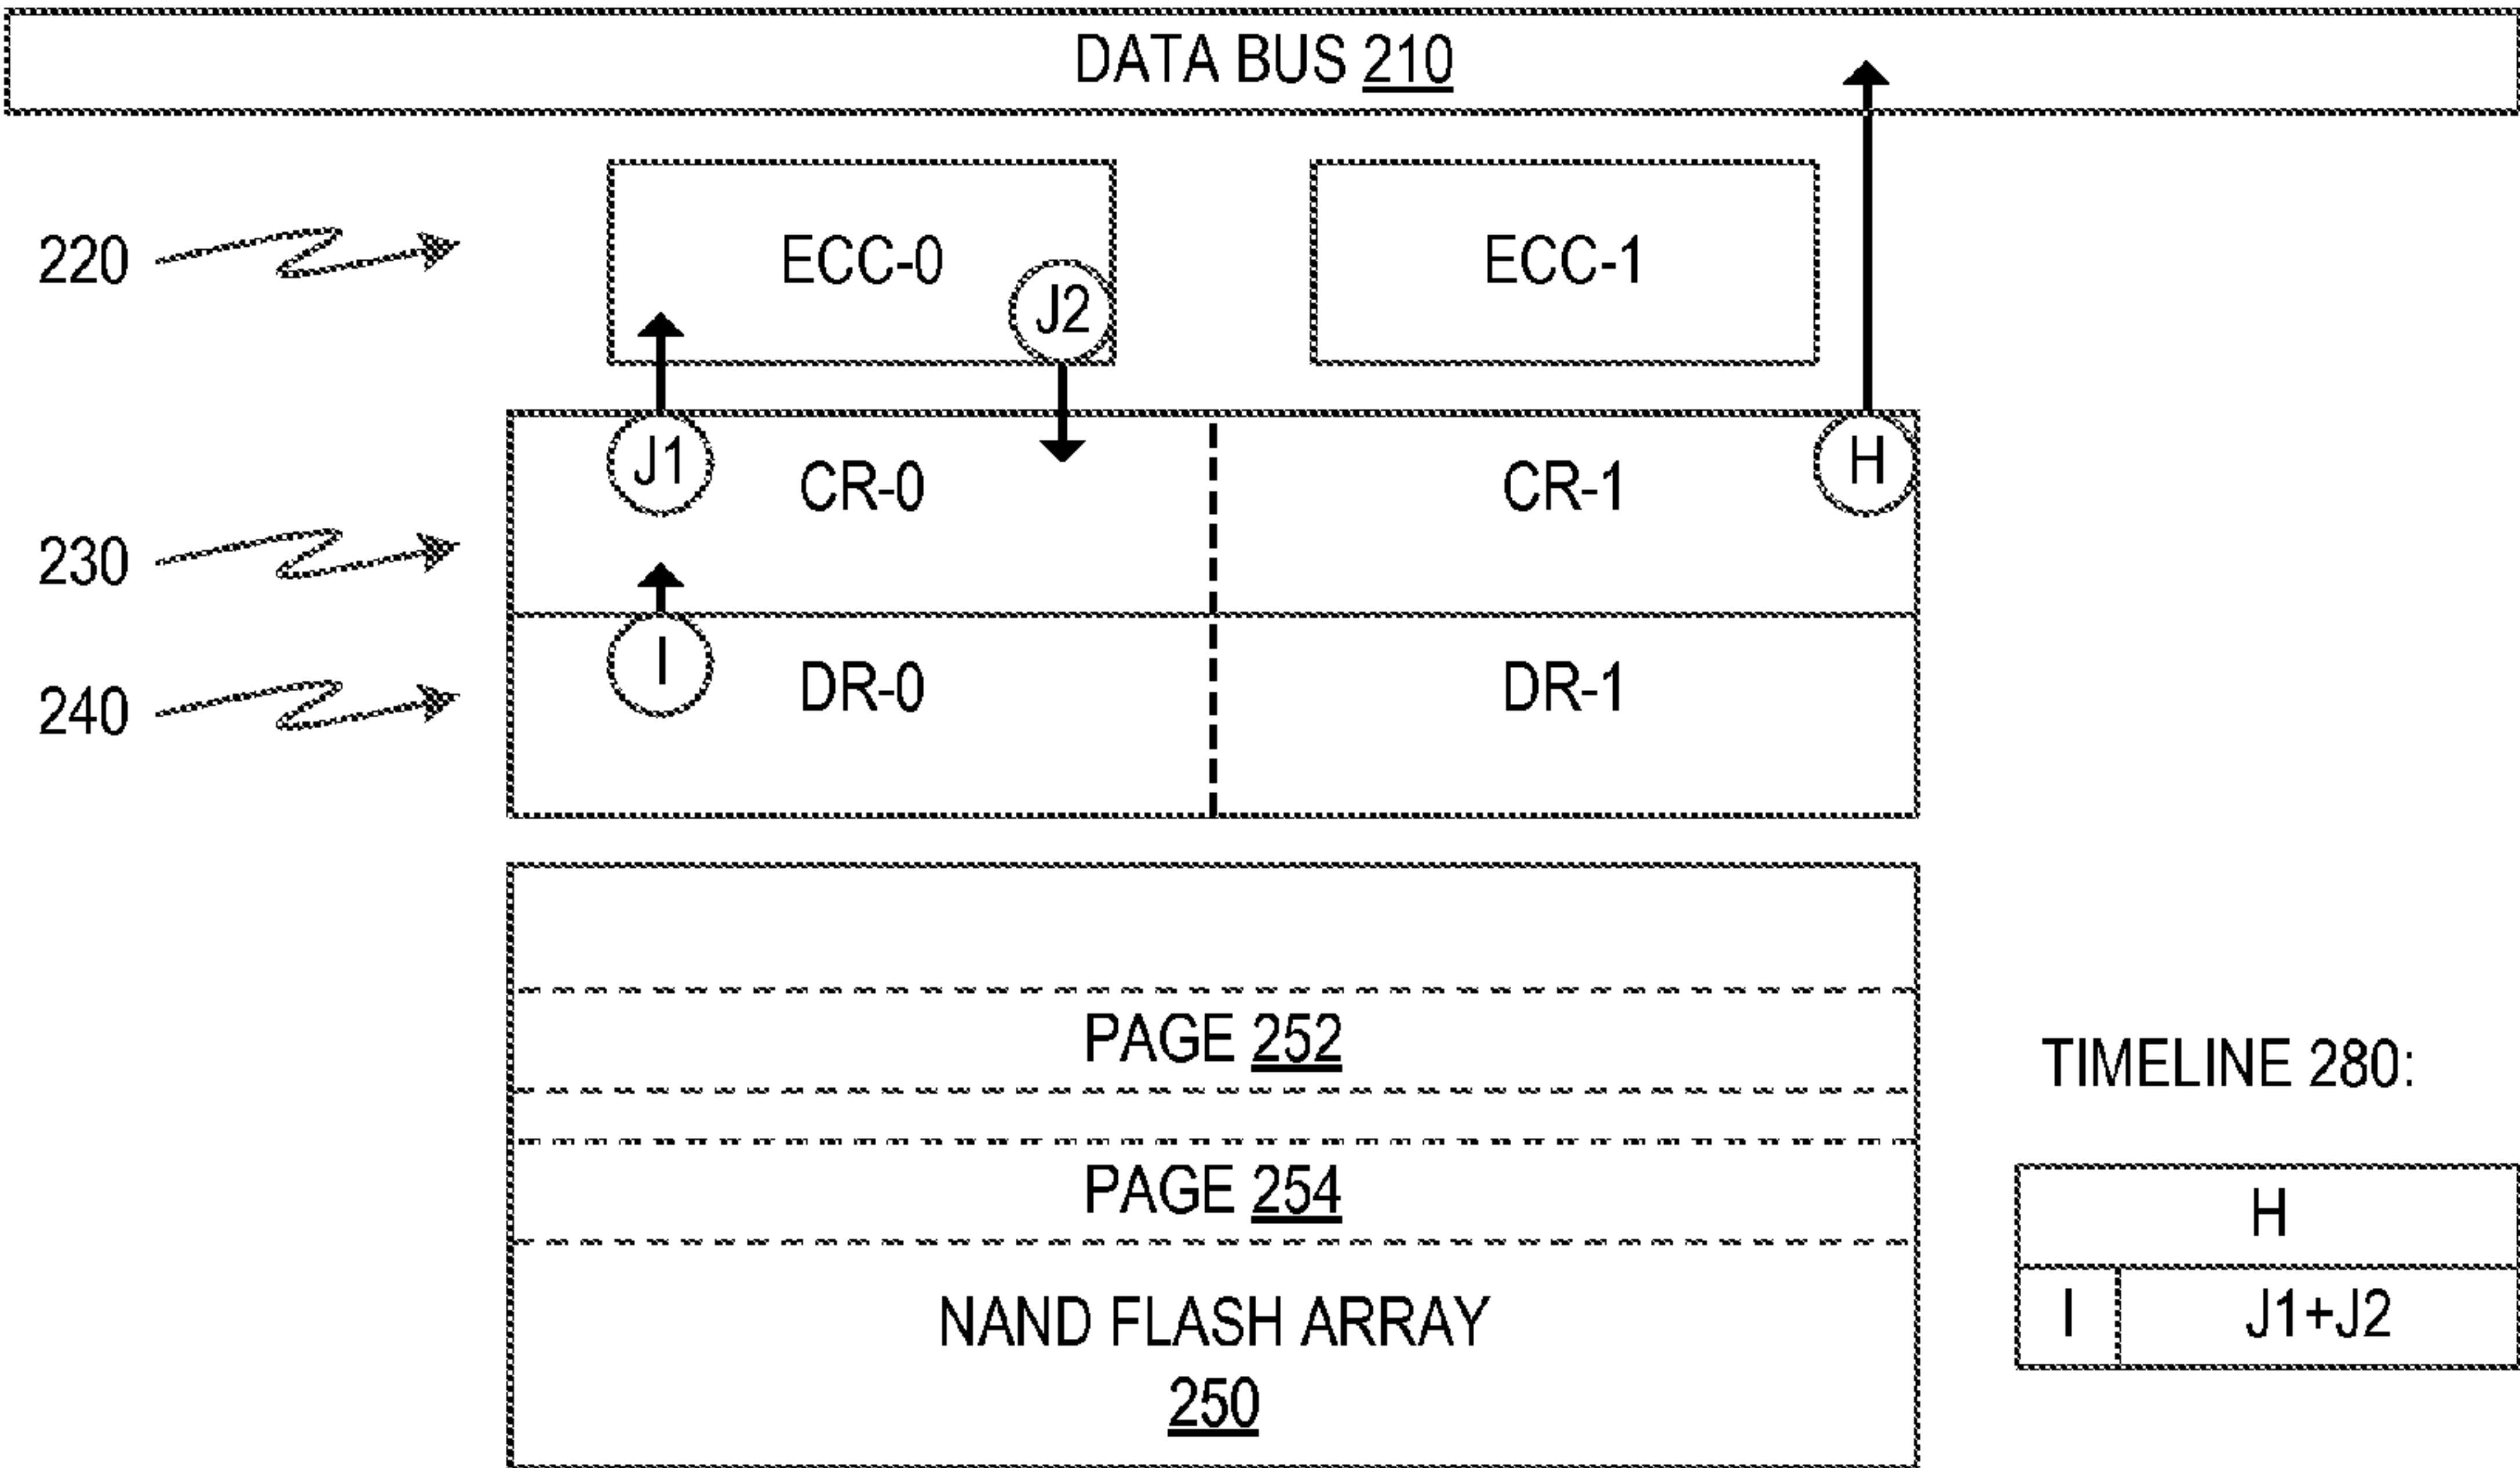 DATA BUS 210
220
ECC-0
ECC-1
J2
J1
CR-0
CR-1
H
230
I
DR-0
DR-1
240
PAGE 252
PAGE 254
NAND FLASH ARRAY
250
TIMELINE 280:
H
I
J1+J2